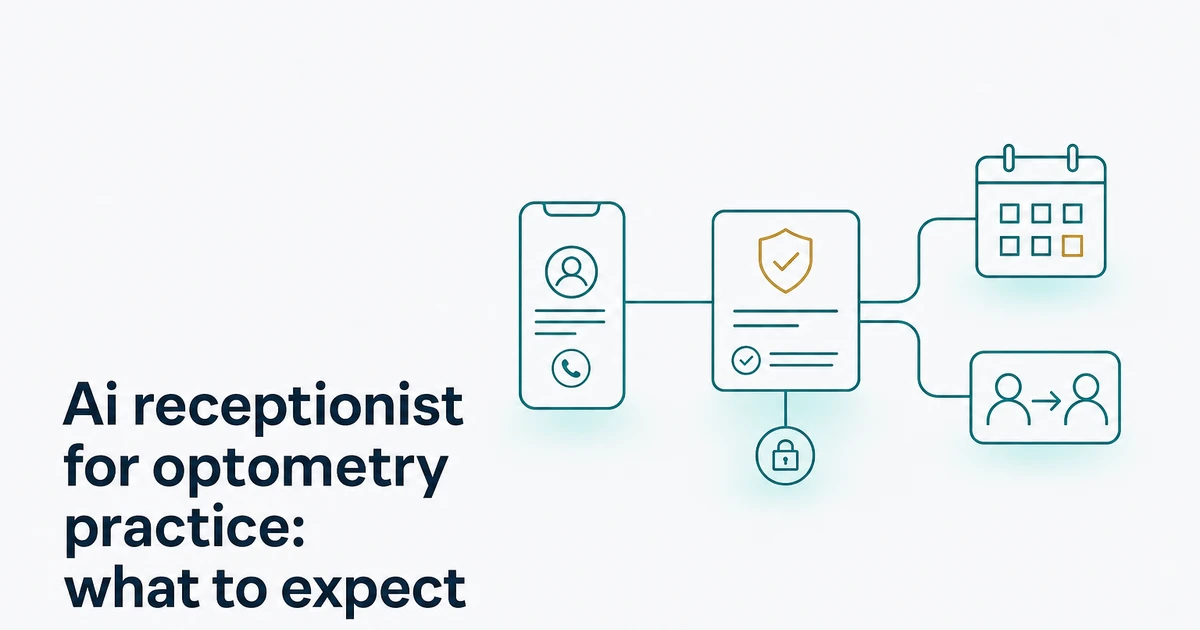 Ai receptionist
for optometry
practice:
what to expect